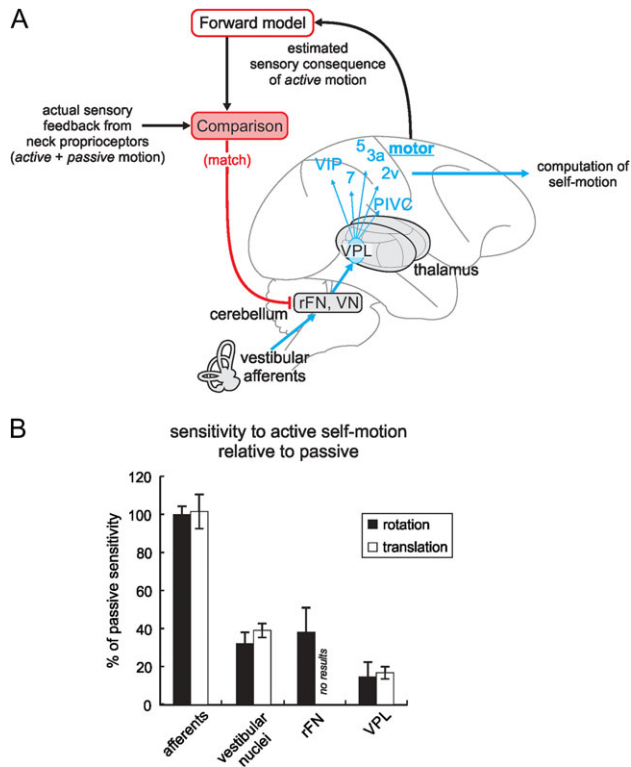 A
Forward model
estimated
sensory consequence
of active motion
actual sensory
feedback from
neck proprioceptors
(active + passive motion)
Comparison
(match)
motor
5
3a
VIP
7
2v
PIVC
computation of
self-motion
VPL
thalamus
rFN, VN
cerebellum
vestibular
afferents
B
sensitivity to active self-motion
relative to passive
% of passive sensitivity
120
100
80
60
40
20
0
rotation
translation
no results
afferents
vestibular
nuclei
rFN
VPL